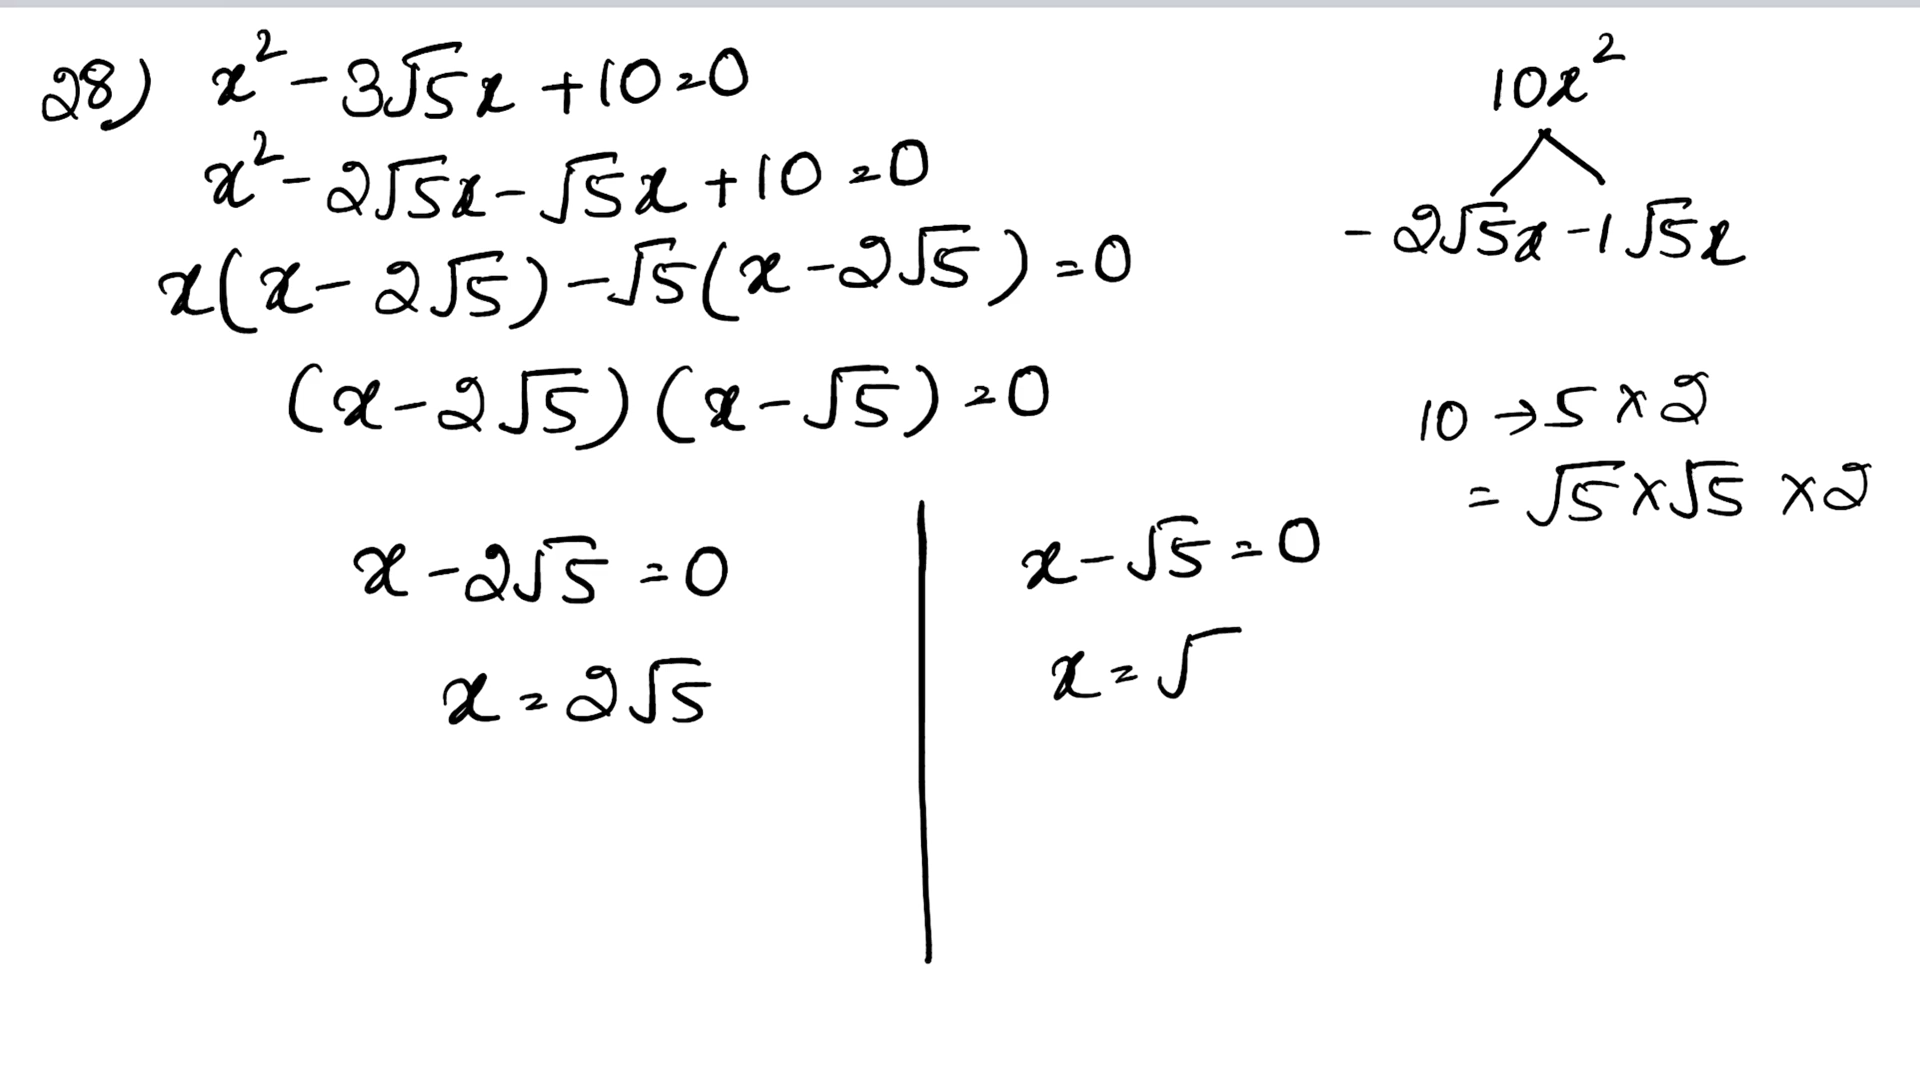 28) x² - 3√5x + 10 = 0
x² - 2√5x - √5x + 10 = 0
x(x - 2√5) - √5(x - 2√5) = 0
(x - 2√5) (x - √5) = 0
x - 2√5 = 0
x = 2√5
x - √5 = 0
x = √
10x²
- 2√5x - 1√5x
10 → 5 × 2
= √5 × √5 × 2